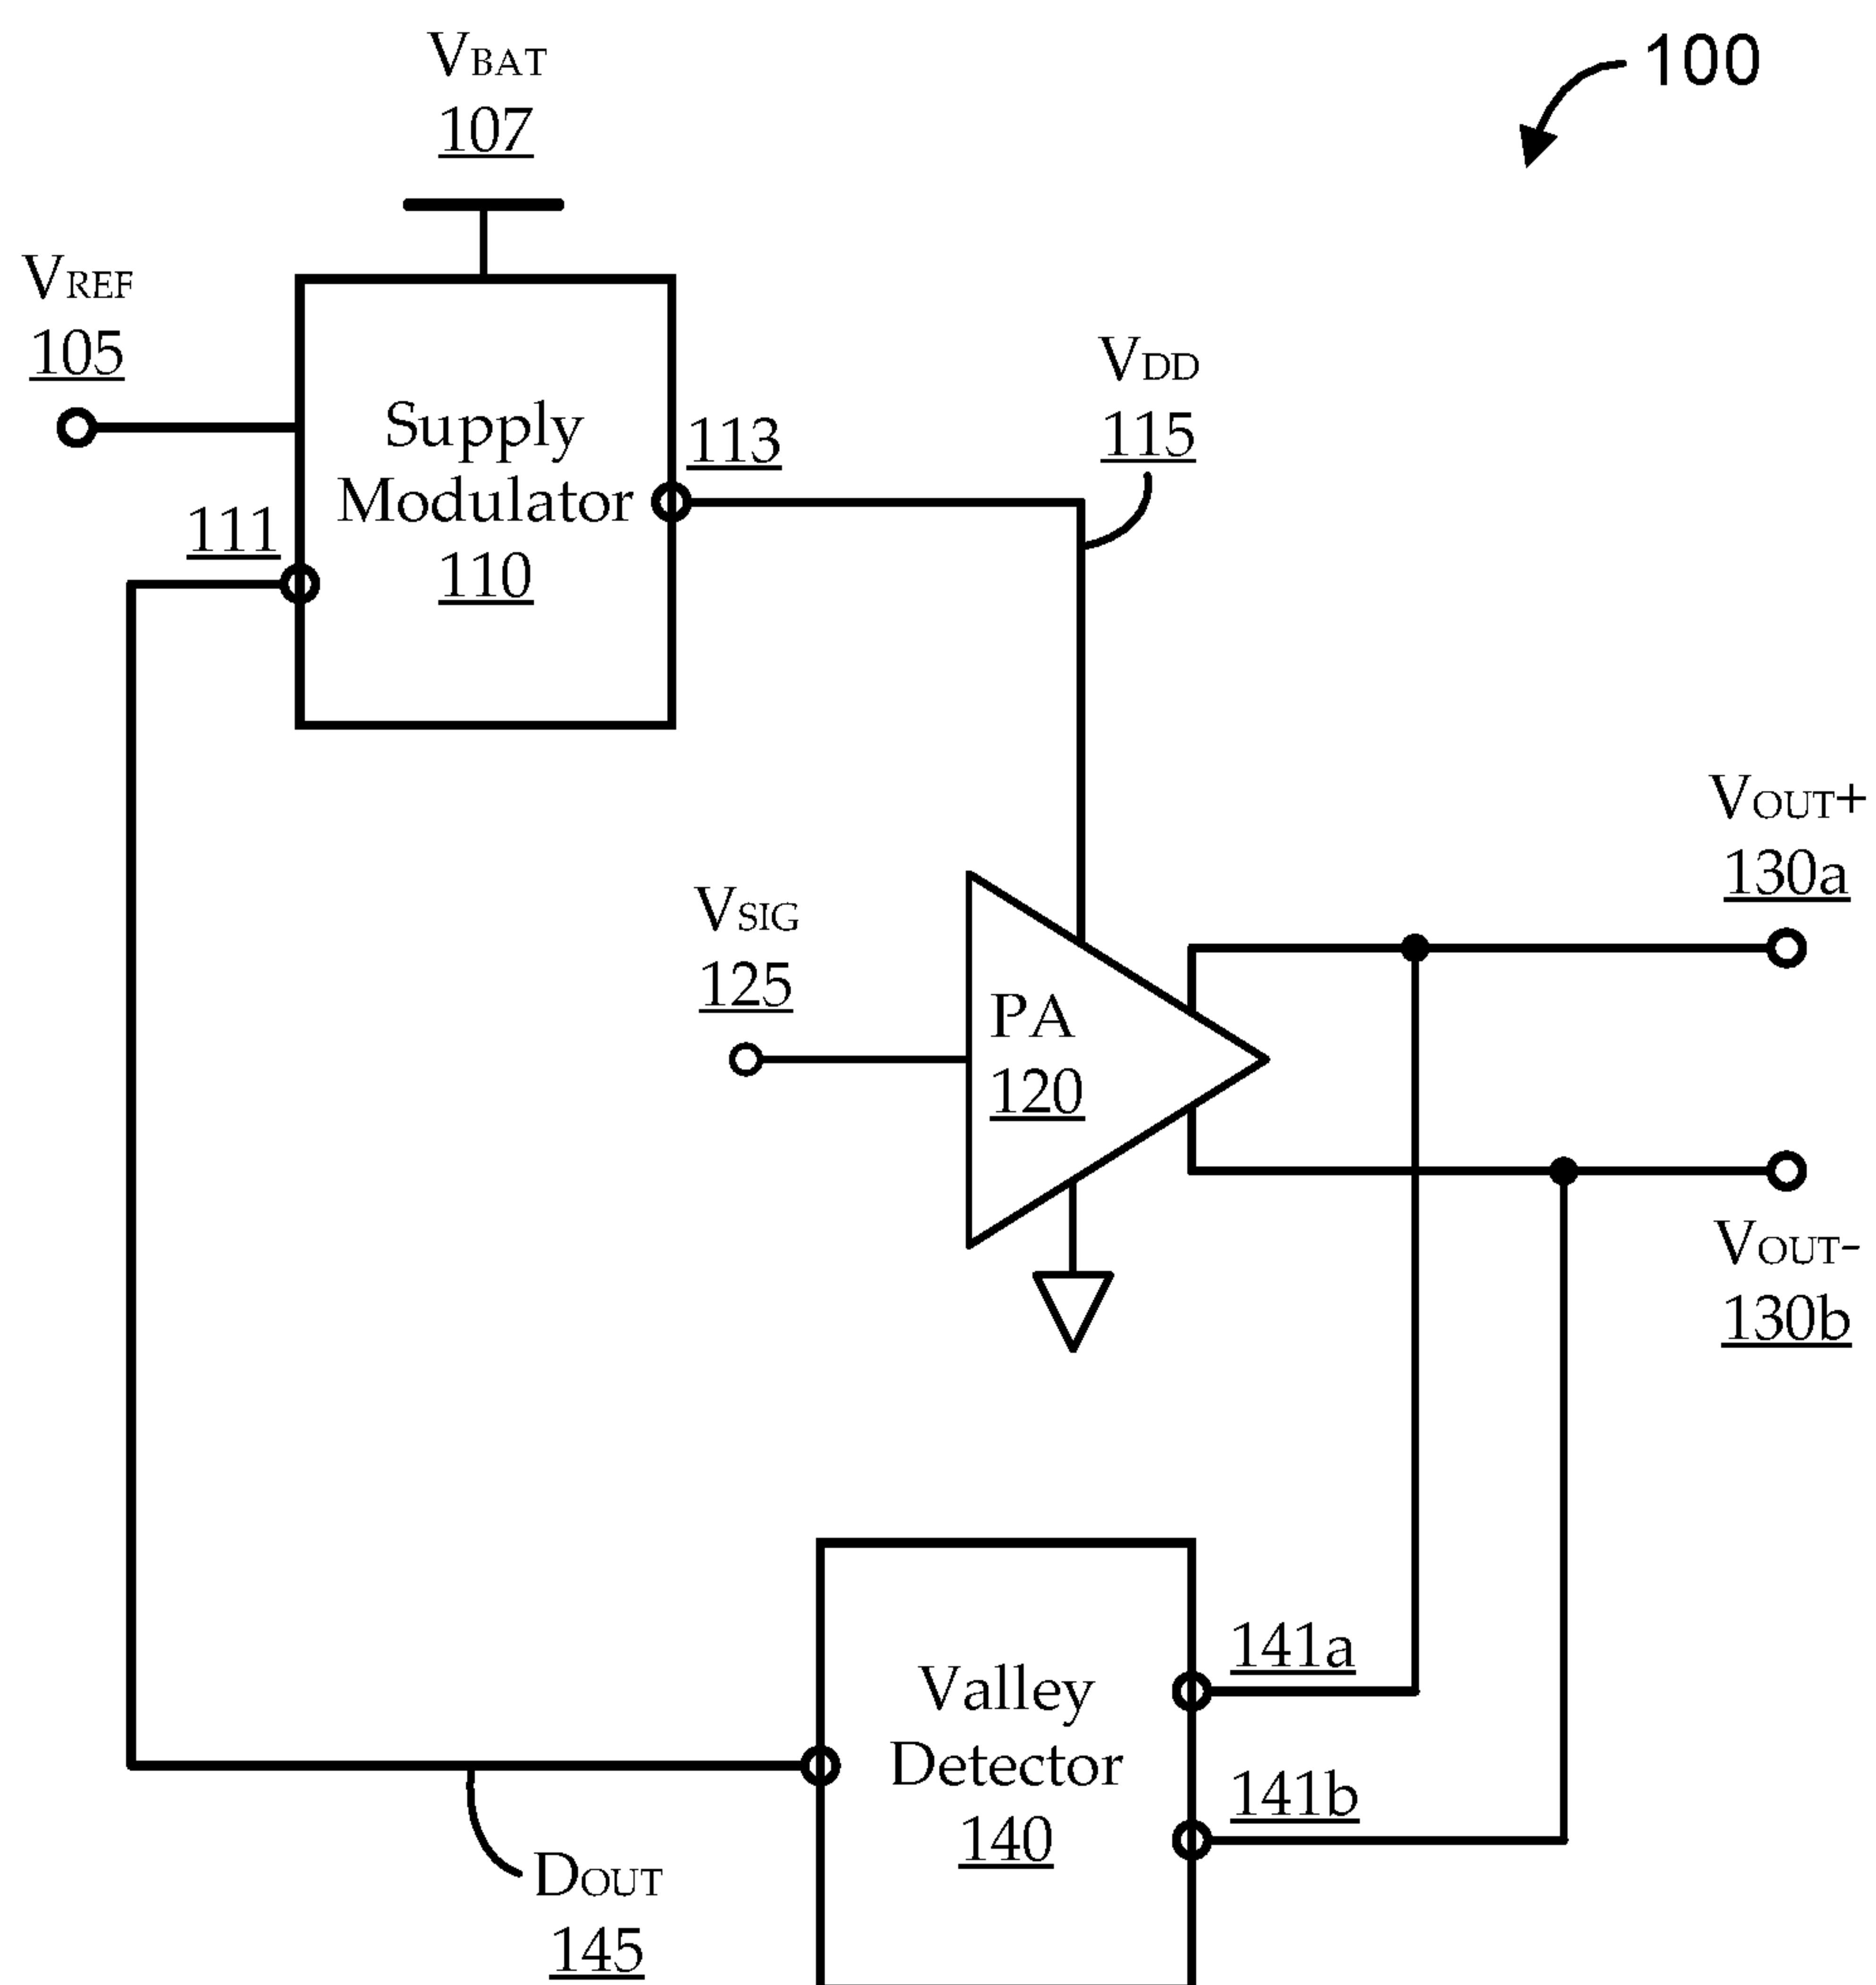 100
VBAT
107
VREF
105
Supply
Modulator
110
111
113
VDD
115
VSIG
125
PA
120
VOUT+
130a
VOUT-
130b
Valley
Detector
140
141a
141b
DOUT
145